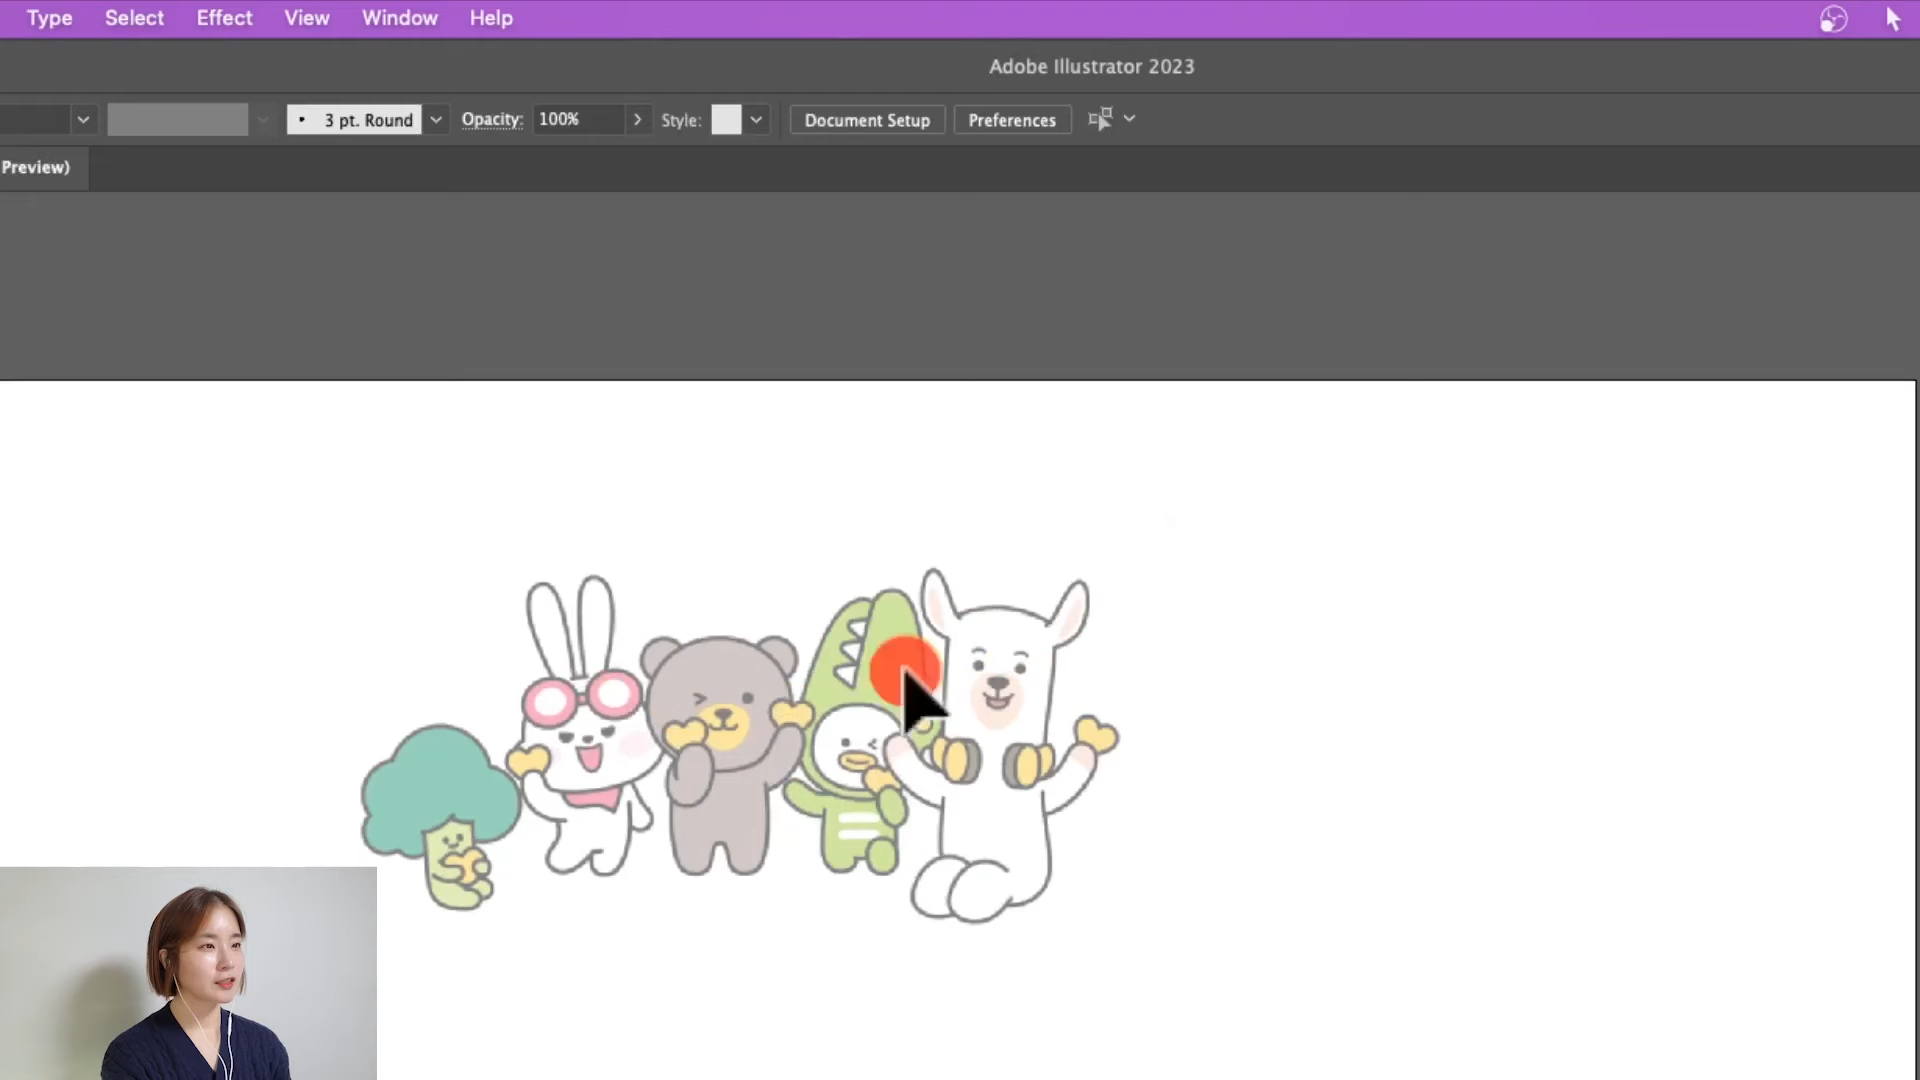 Type Select Effect View Window Help
Adobe Illustrator 2023
3 pt. Round Opacity: 100% Style: Document Setup Preferences
Preview)